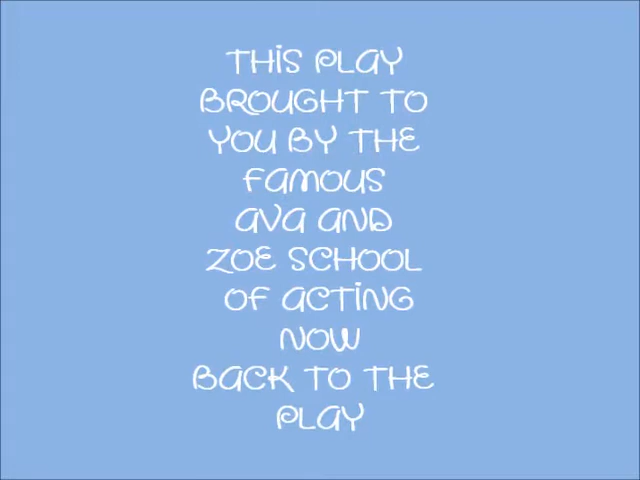 THIS PLAY
BROUGHT TO
YOU BY THE
FAMOUS
AVA AND
ZOE SCHOOL
OF ACTING
NOW
BACK TO THE
PLAY